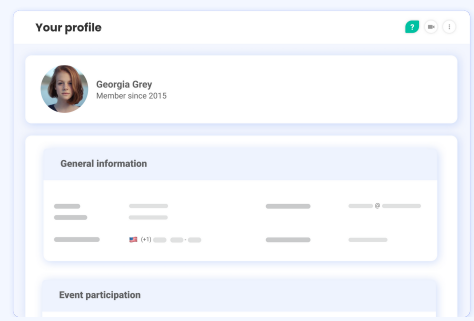 Your profile
?
Georgia Grey
Member since 2015
General information
@
(+1) -
Event participation